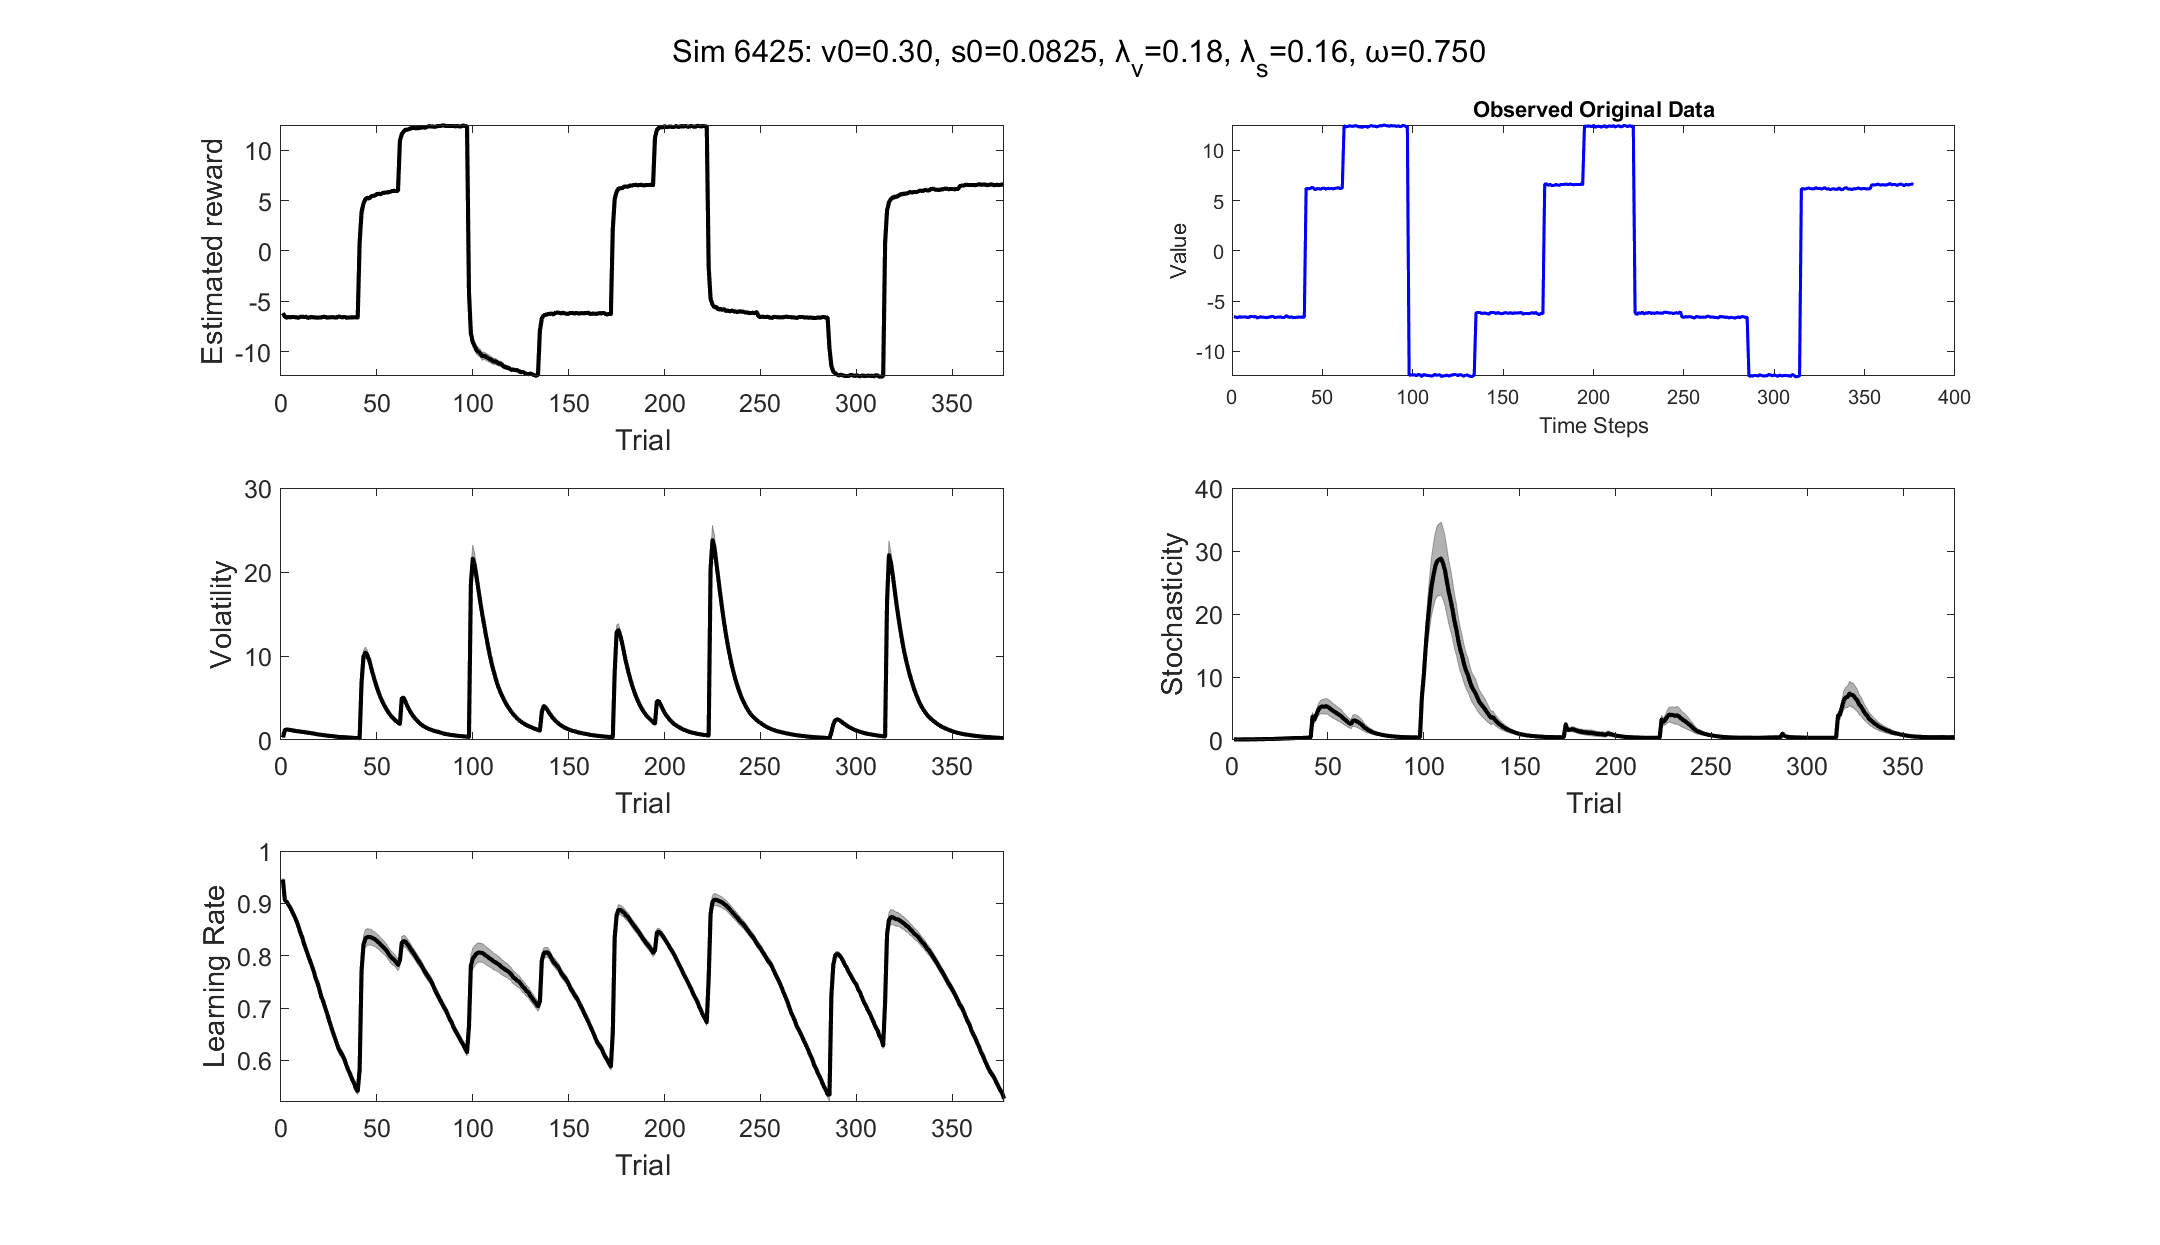 Sim 6425: v0=0.30, s0=0.0825, λv=0.18, λs=0.16, ω=0.750
Estimated reward
10
5
0
-5
-10
0 50 100 150 200 250 300 350
Trial
Observed Original Data
Value
10
5
0
-5
-10
0 50 100 150 200 250 300 350 400
Time Steps
Volatility
30
20
10
0
0 50 100 150 200 250 300 350
Trial
Stochasticity
40
30
20
10
0
0 50 100 150 200 250 300 350
Trial
Learning Rate
1
0.9
0.8
0.7
0.6
0 50 100 150 200 250 300 350
Trial